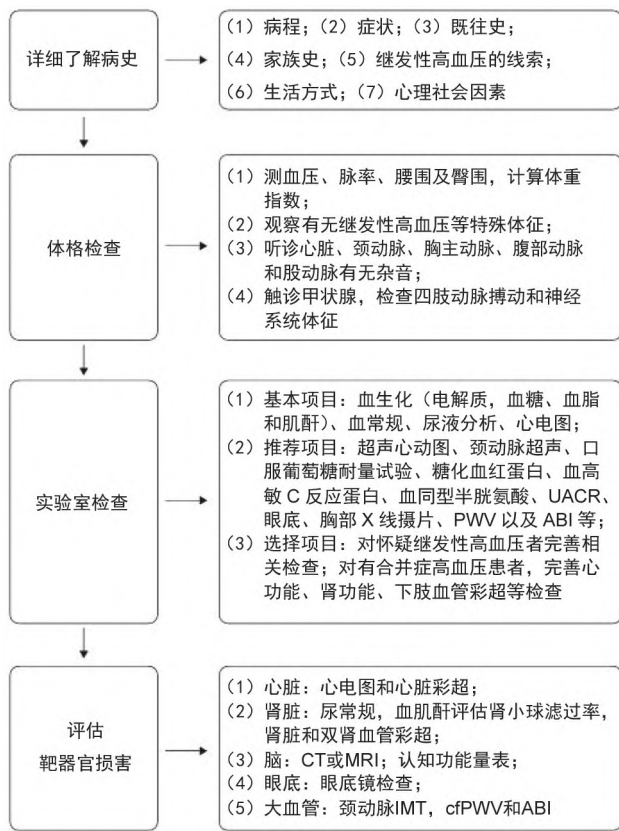 详细了解病史
（1）病程；（2）症状；（3）既往史；
（4）家族史；（5）继发性高血压的线索；
（6）生活方式；（7）心理社会因素
体格检查
（1）测血压、脉率、腰围及臀围，计算体重
指数；
（2）观察有无继发性高血压等特殊体征；
（3）听诊心脏、颈动脉、胸主动脉、腹部动脉
和股动脉有无杂音；
（4）触诊甲状腺，检查四肢动脉搏动和神经
系统体征
实验室检查
（1）基本项目：血生化（电解质，血糖、血脂
和肌酐）、血常规、尿液分析、心电图；
（2）推荐项目：超声心动图、颈动脉超声、口
服葡萄糖耐量试验、糖化血红蛋白、血高
敏 C 反应蛋白、血同型半胱氨酸、UACR、
眼底、胸部 X 线摄片、PWV 以及 ABI 等；
（3）选择项目：对怀疑继发性高血压者完善相
关检查；对有合并症高血压患者，完善心
功能、肾功能、下肢血管彩超等检查
评估
靶器官损害
（1）心脏：心电图和心脏彩超；
（2）肾脏：尿常规，血肌酐评估肾小球滤过率，
肾脏和双肾血管彩超；
（3）脑：CT或MRI；认知功能量表；
（4）眼底：眼底镜检查；
（5）大血管：颈动脉IMT，cfPWV和ABI